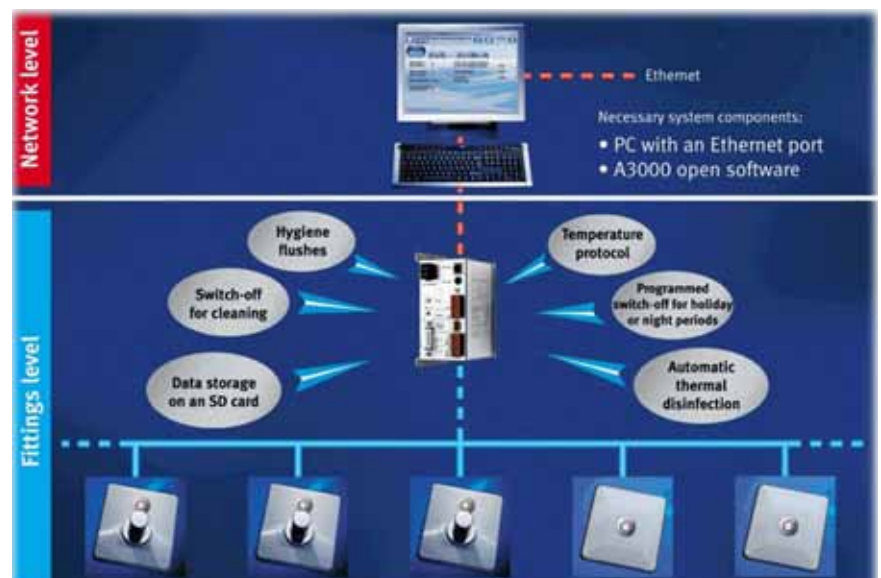 Network level
Ethernet
Necessary system components:
• PC with an Ethernet port
• A3000 open software
Fittings level
Hygiene
flushes
Temperature
protocol
Switch-off
for cleaning
Programmed
switch-off for holiday
or night periods
Data storage
on an SD card
Automatic
thermal
disinfection